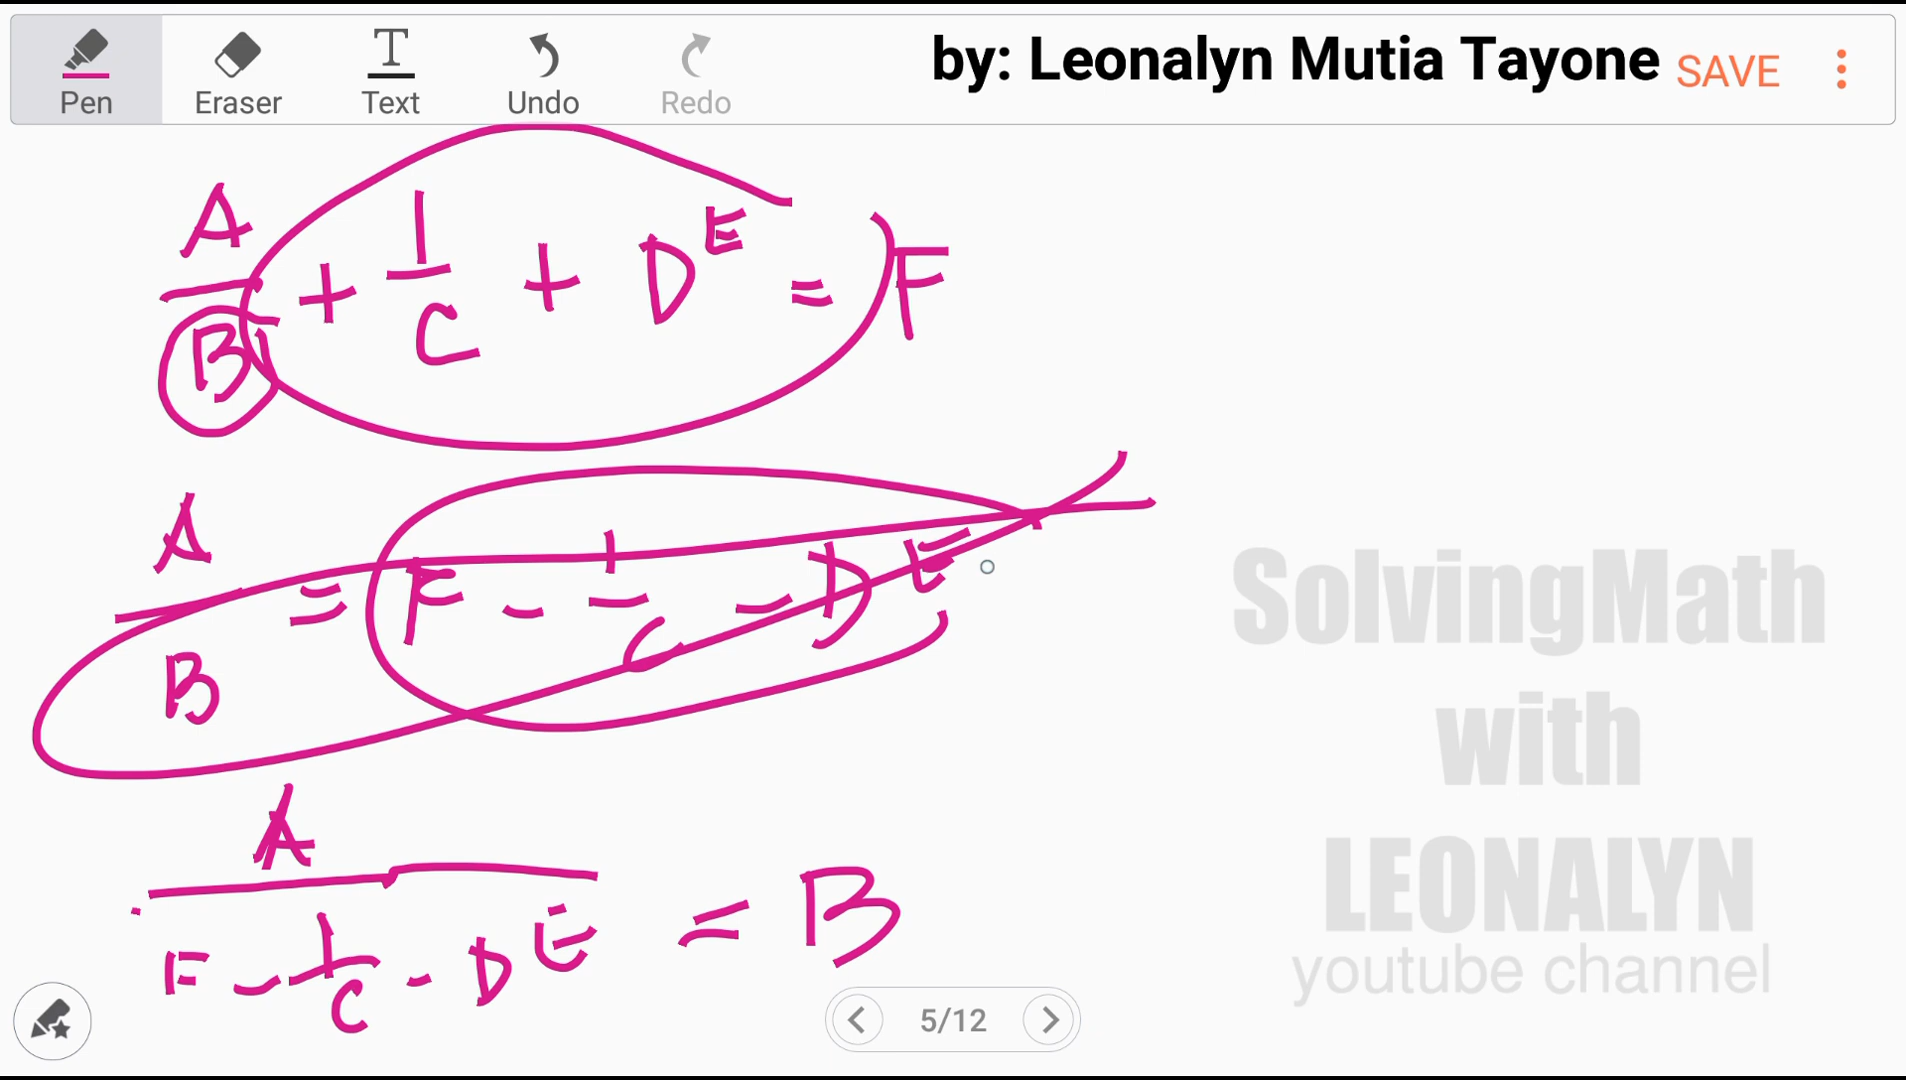 Pen Eraser Text Undo Redo by: Leonalyn Mutia Tayone SAVE
A/B + 1/C + D^E = F
A/B = F - 1/C - D^E
A/(F - 1/C - D^E) = B
SolvingMath
with
LEONALYN
youtube channel
5/12